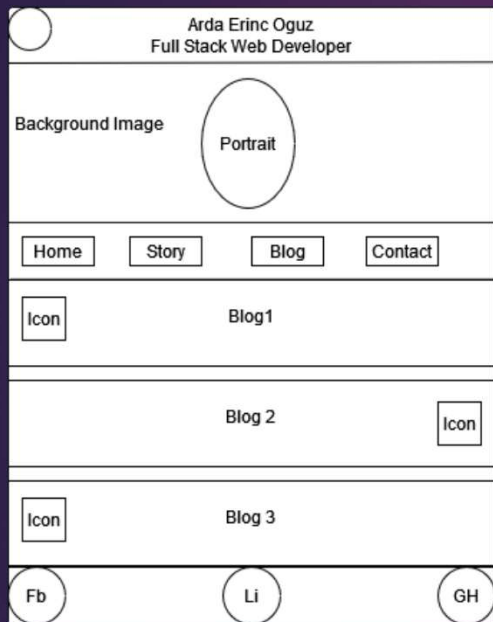 Arda Erinc Oguz
Full Stack Web Developer
Background Image
Portrait
Home Story Blog Contact
Icon Blog1
Blog 2 Icon
Icon Blog 3
Fb Li GH